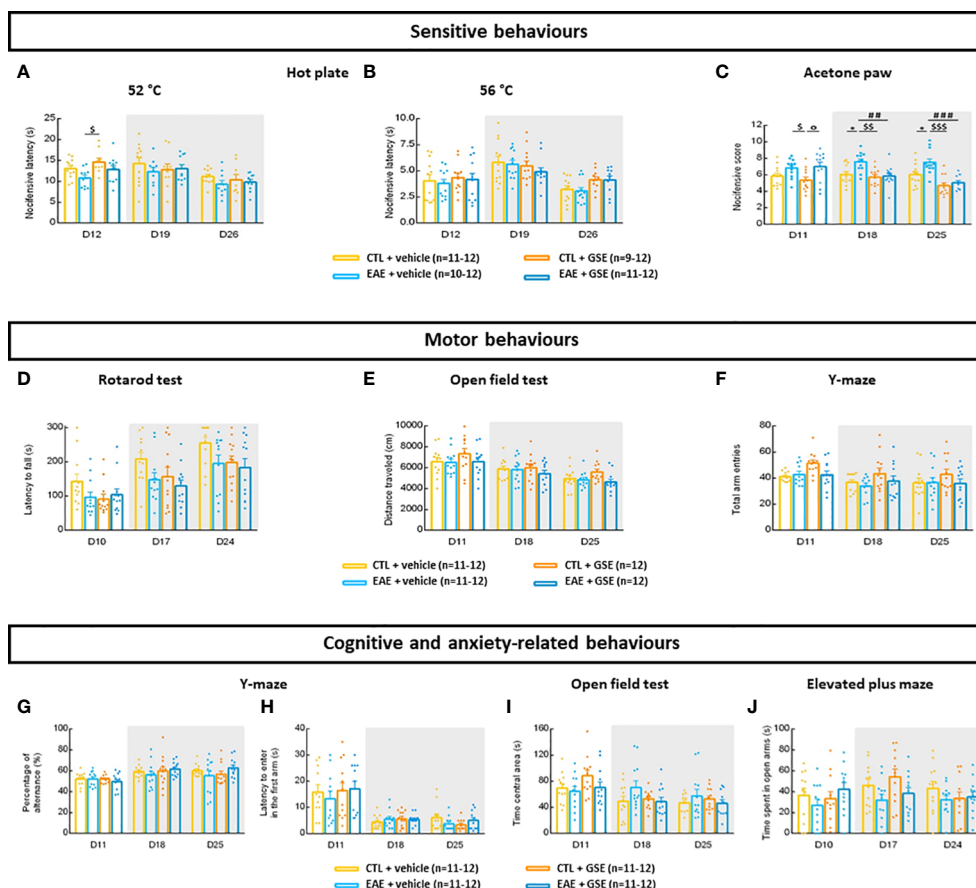 Sensitive behaviours
A
Hot plate
B
C
Acetone paw
52 °C
56 °C
Nocifensive latency (s)
25
20
15
10
5
0
$
D12
D19
D26
Nocifensive latency (s)
10.0
7.5
5.0
2.5
0.0
D12
D19
D26
Nocifensive score
12
10
8
6
4
2
0
$ o
##
* $$
###
* $$$
D11
D18
D25
CTL + vehicle (n=11-12)
CTL + GSE (n=9-12)
EAE + vehicle (n=10-12)
EAE + GSE (n=11-12)
Motor behaviours
D
Rotarod test
E
Open field test
F
Y-maze
Latency to fall (s)
300
200
100
0
D10
D17
D24
Distance traveled (cm)
10000
8000
6000
4000
2000
0
D11
D18
D25
Total arm entries
80
60
40
20
0
D11
D18
D25
CTL + vehicle (n=11-12)
CTL + GSE (n=12)
EAE + vehicle (n=11-12)
EAE + GSE (n=12)
Cognitive and anxiety-related behaviours
Y-maze
Open field test
Elevated plus maze
G
H
I
J
Percentage of
alternance (%)
100
80
60
40
20
0
D11
D18
D25
Latency to enter
in the first arm (s)
40
30
20
10
0
D11
D18
D25
Time central area (s)
160
120
80
40
0
D11
D18
D25
Time spent in open arms (s)
100
80
60
40
20
0
D10
D17
D24
CTL + vehicle (n=11-12)
CTL + GSE (n=11-12)
EAE + vehicle (n=11-12)
EAE + GSE (n=11-12)